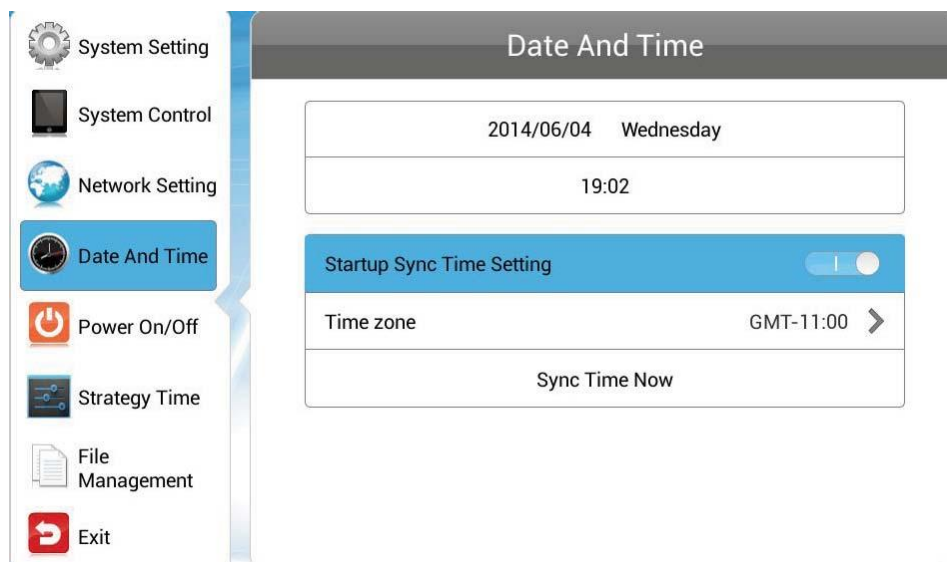 System Setting
System Control
Network Setting
Date And Time
Power On/Off
Strategy Time
File
Management
Exit
Date And Time
2014/06/04 Wednesday
19:02
Startup Sync Time Setting
Time zone GMT-11:00
Sync Time Now